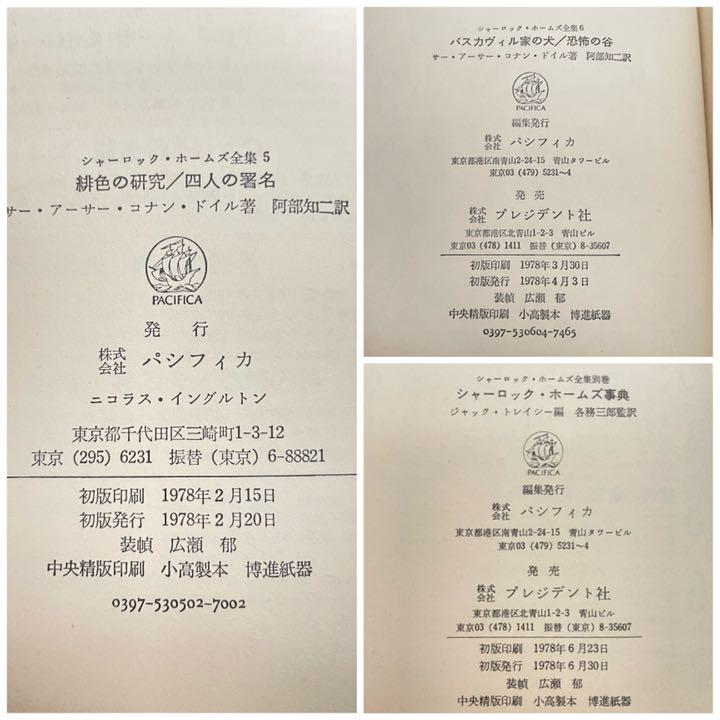 シャーロック・ホームズ全集 5
緋色の研究／四人の署名
サー・アーサー・コナン・ドイル著 阿部知二訳
PACIFICA
発行
株式会社 パシフィカ
ニコラス・イングルトン
東京都千代田区三崎町1-3-12
東京 (295) 6231 振替 (東京) 6-88821
初版印刷 1978年2月15日
初版発行 1978年2月20日
装幀 広瀬 郁
中央精版印刷 小高製本 博進紙器
0397-530502-7002
シャーロック・ホームズ全集 6
バスカヴィル家の犬／恐怖の谷
サー・アーサー・コナン・ドイル著 阿部知二訳
PACIFICA
編集発行
株式会社 パシフィカ
東京都港区南青山2-24-15 青山タワービル
東京03 (479) 5231〜4
発売
株式会社 プレジデント社
東京都港区北青山1-2-3 青山ビル
東京03 (478) 1411 振替 (東京) 8-35607
初版印刷 1978年3月30日
初版発行 1978年4月3日
装幀 広瀬 郁
中央精版印刷 小高製本 博進紙器
0397-530604-7465
シャーロック・ホームズ全集別巻
シャーロック・ホームズ事典
ジャック・トレイシー編 各務三郎監訳
PACIFICA
編集発行
株式会社 パシフィカ
東京都港区南青山2-24-15 青山タワービル
東京03 (479) 5231〜4
発売
株式会社 プレジデント社
東京都港区北青山1-2-3 青山ビル
東京03 (478) 1411 振替 (東京) 8-35607
初版印刷 1978年6月23日
初版発行 1978年6月30日
装幀 広瀬 郁
中央精版印刷 小高製本 博進紙器